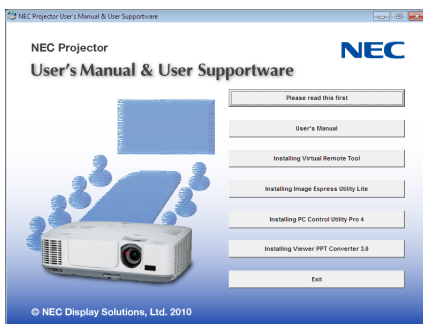 NEC Projector User's Manual & User Supportware
NEC Projector
NEC
User's Manual & User Supportware
Please read this first
User's Manual
Installing Virtual Remote Tool
Installing Image Express Utility Lite
Installing PC Control Utility Pro 4
Installing Viewer PPT Converter 3.0
Exit
© NEC Display Solutions, Ltd. 2010